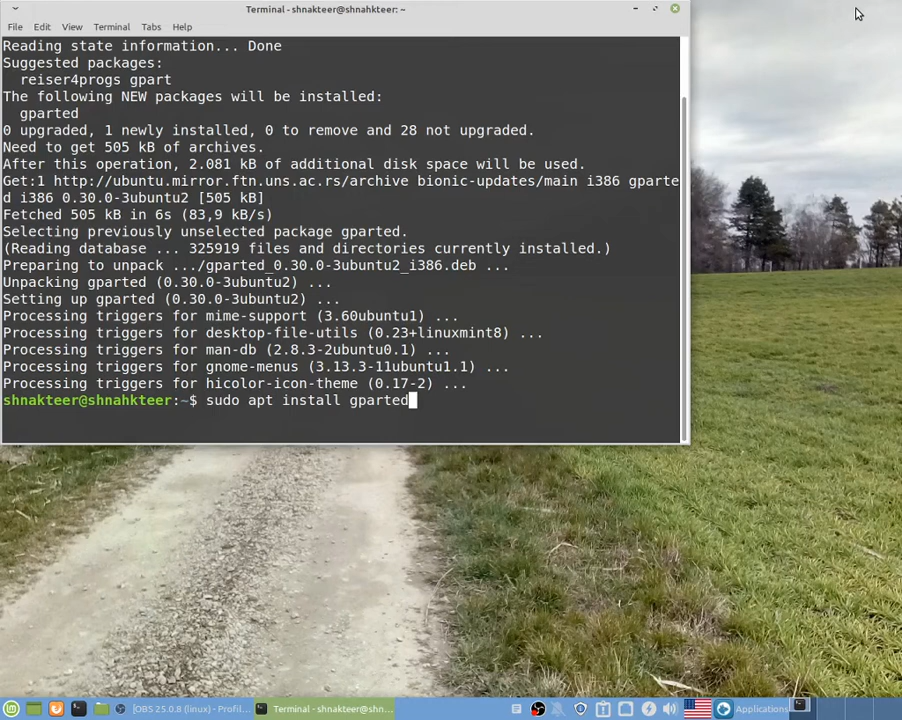 Terminal - shnakteer@shnahkteer: ~
File Edit View Terminal Tabs Help
Reading state information... Done
Suggested packages:
  reiser4progs gpart
The following NEW packages will be installed:
  gparted
0 upgraded, 1 newly installed, 0 to remove and 28 not upgraded.
Need to get 505 kB of archives.
After this operation, 2.081 kB of additional disk space will be used.
Get:1 http://ubuntu.mirror.ftn.uns.ac.rs/archive bionic-updates/main i386 gparte
d i386 0.30.0-3ubuntu2 [505 kB]
Fetched 505 kB in 6s (83,9 kB/s)
Selecting previously unselected package gparted.
(Reading database ... 325919 files and directories currently installed.)
Preparing to unpack .../gparted_0.30.0-3ubuntu2_i386.deb ...
Unpacking gparted (0.30.0-3ubuntu2) ...
Setting up gparted (0.30.0-3ubuntu2) ...
Processing triggers for mime-support (3.60ubuntu1) ...
Processing triggers for desktop-file-utils (0.23+linuxmint8) ...
Processing triggers for man-db (2.8.3-2ubuntu0.1) ...
Processing triggers for gnome-menus (3.13.3-11ubuntu1.1) ...
Processing triggers for hicolor-icon-theme (0.17-2) ...
shnakteer@shnahkteer:~$ sudo apt install gparted
[OBS 25.0.8 (linux) - Profil... Terminal - shnakteer@shn... Applications